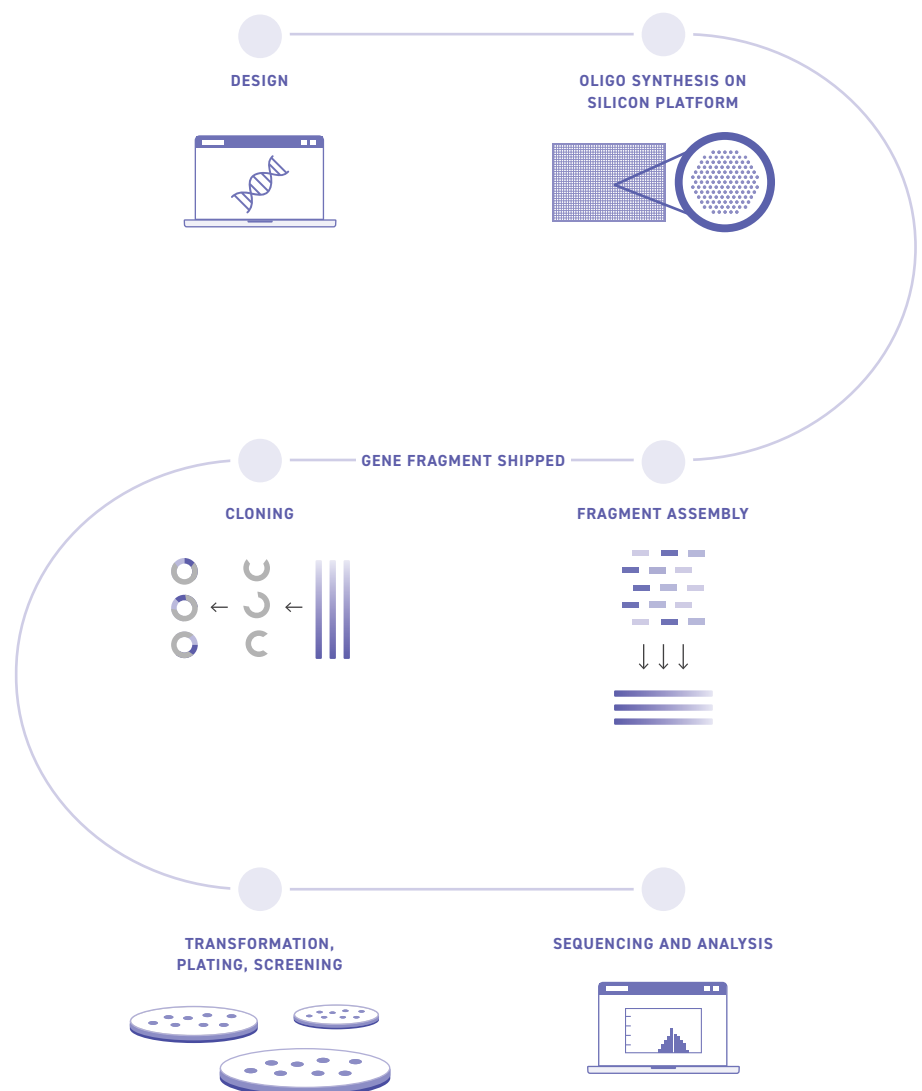 DESIGN
OLIGO SYNTHESIS ON
SILICON PLATFORM
GENE FRAGMENT SHIPPED
CLONING
FRAGMENT ASSEMBLY
TRANSFORMATION,
PLATING, SCREENING
SEQUENCING AND ANALYSIS